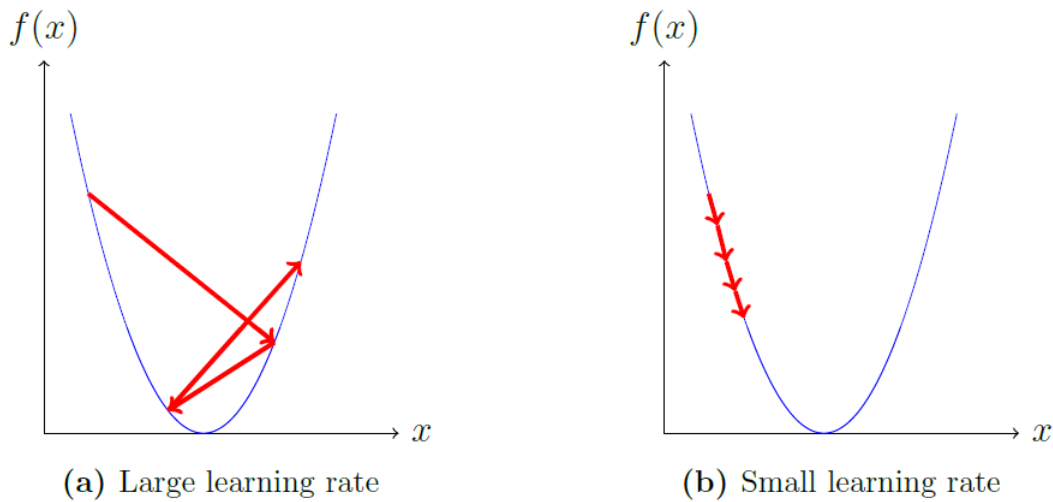 f(x)
x
(a) Large learning rate
f(x)
x
(b) Small learning rate